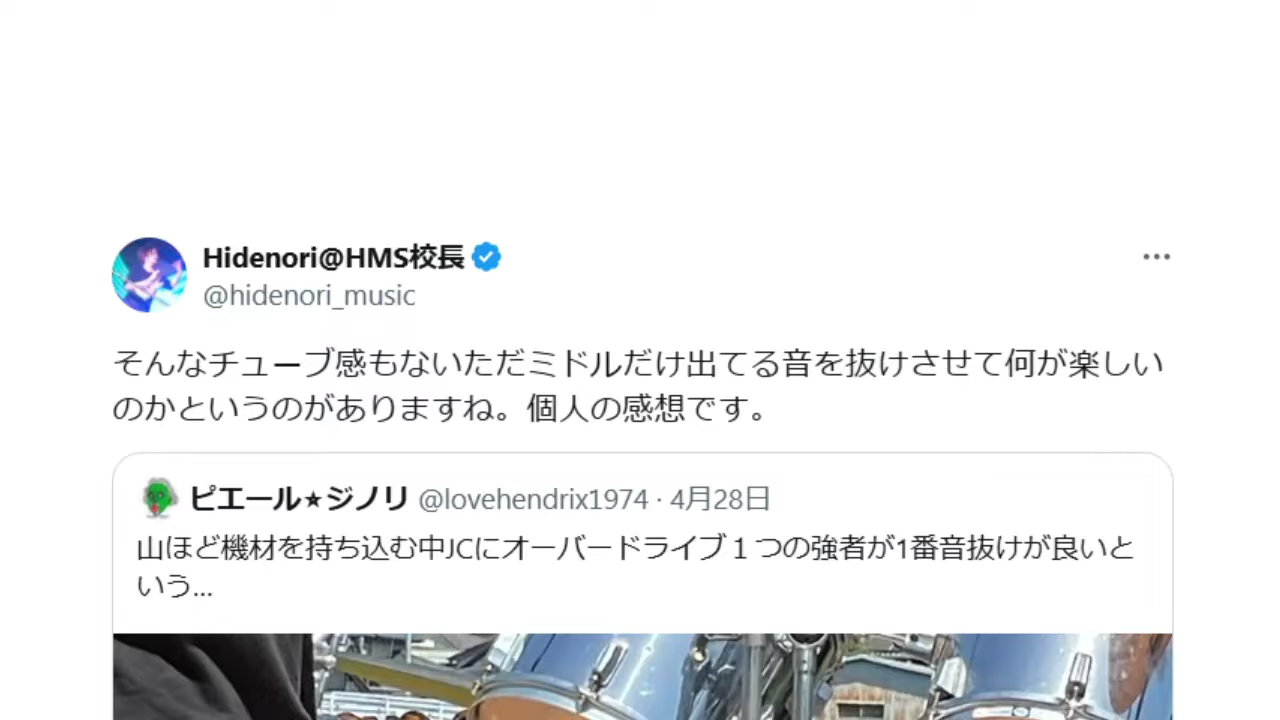 Hidenori@HMS校長
@hidenori_music
そんなチューブ感もないただミドルだけ出てる音を抜けさせて何が楽しい
のかというのがありますね。個人の感想です。
ピエール★ジノリ @lovehendrix1974 · 4月28日
山ほど機材を持ち込む中JCにオーバードライブ１つの強者が1番音抜けが良いと
いう...